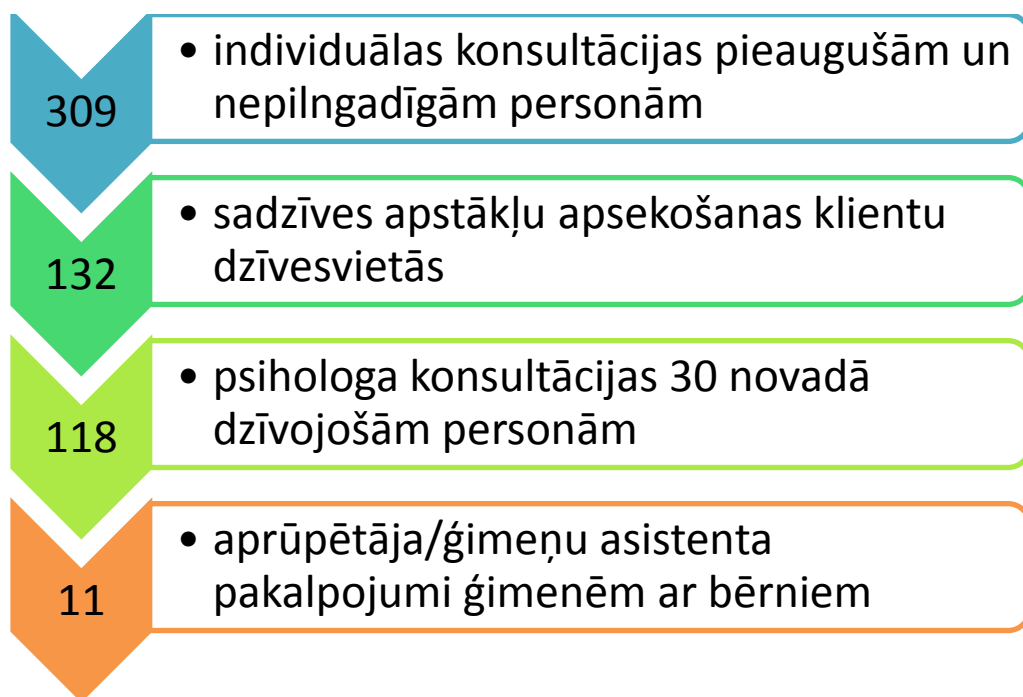 309
• individuālas konsultācijas pieaugušām un
nepilngadīgām personām
132
• sadzīves apstākļu apsekošanas klientu
dzīvesvietās
118
• psihologa konsultācijas 30 novadā
dzīvojošām personām
11
• aprūpētāja/ģimeņu asistenta
pakalpojumi ģimenēm ar bērniem